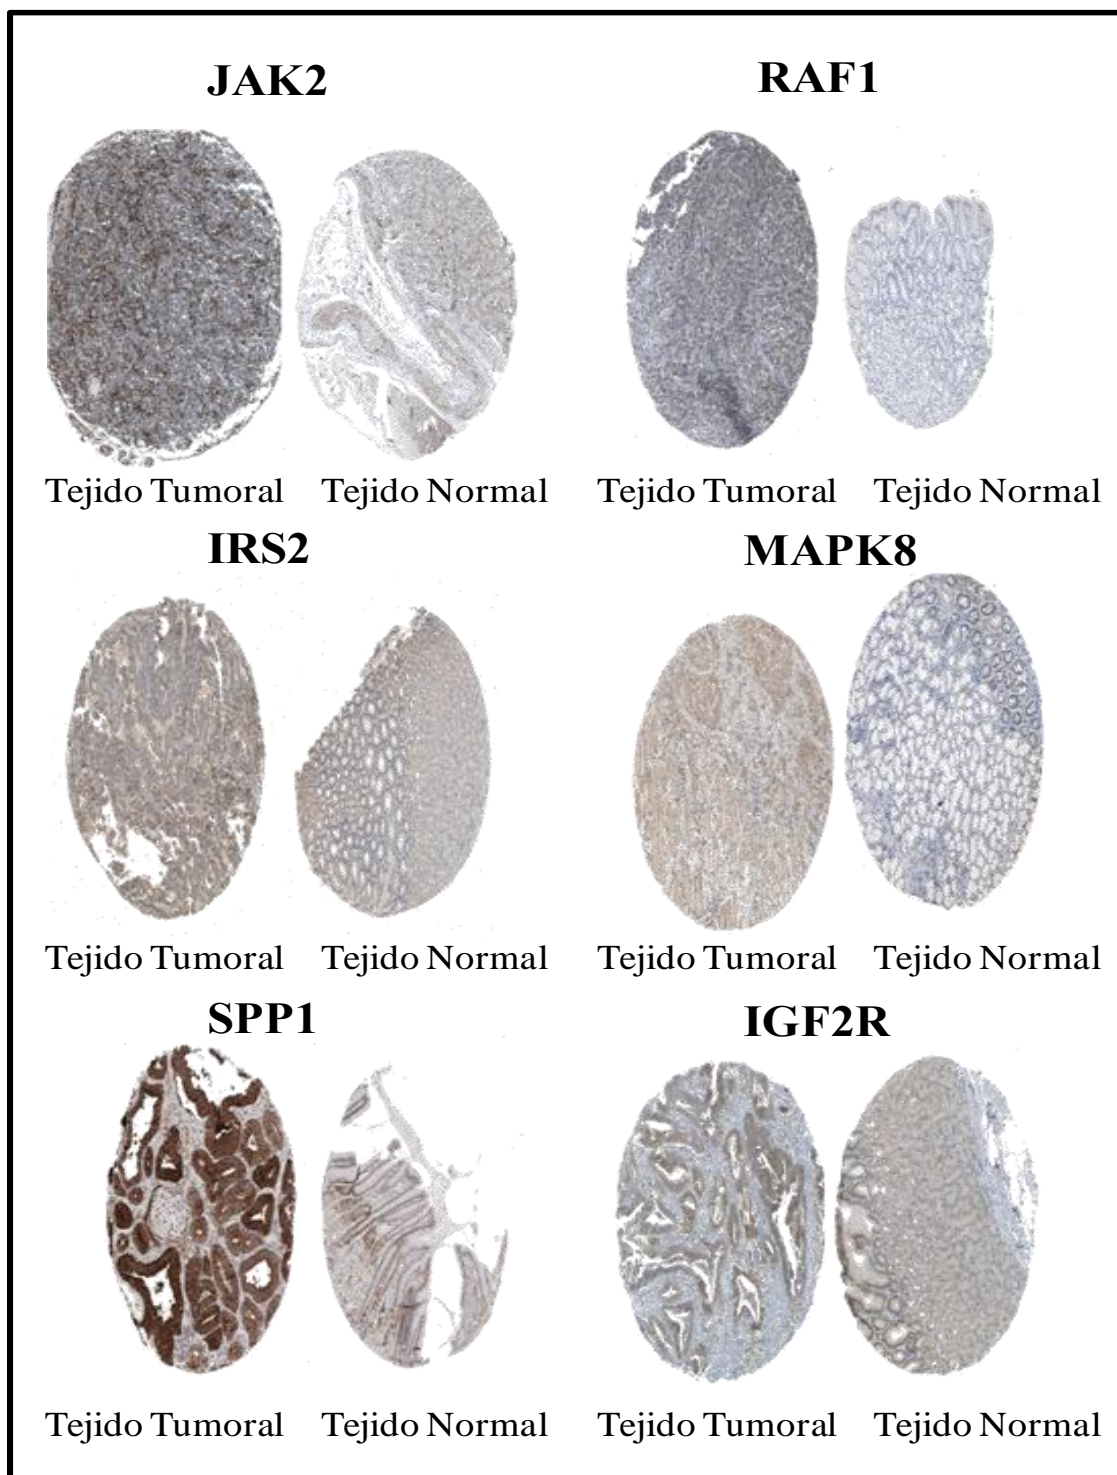 JAK2 RAF1
Tejido Tumoral Tejido Normal Tejido Tumoral Tejido Normal
IRS2 MAPK8
Tejido Tumoral Tejido Normal Tejido Tumoral Tejido Normal
SPP1 IGF2R
Tejido Tumoral Tejido Normal Tejido Tumoral Tejido Normal